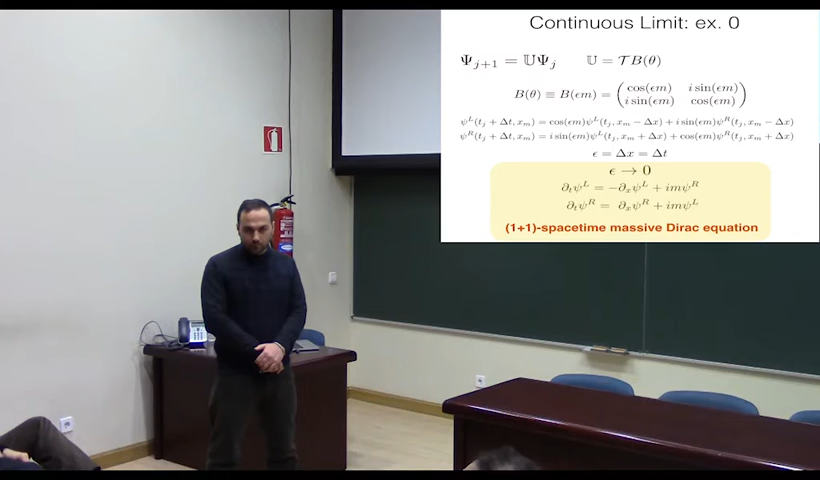 Continuous Limit: ex. 0
Ψ_{j+1} = 𝕌Ψ_j   𝕌 = 𝒯B(θ)
B(θ) ≡ B(ϵm) = ( cos(ϵm) i sin(ϵm)
i sin(ϵm) cos(ϵm) )
ψ^L(t_j + Δt, x_m) = cos(ϵm)ψ^L(t_j, x_m − Δx) + i sin(ϵm)ψ^R(t_j, x_m − Δx)
ψ^R(t_j + Δt, x_m) = i sin(ϵm)ψ^L(t_j, x_m + Δx) + cos(ϵm)ψ^R(t_j, x_m + Δx)
ϵ = Δx = Δt
ϵ → 0
∂_tψ^L = −∂_xψ^L + imψ^R
∂_tψ^R = ∂_xψ^R + imψ^L
(1+1)-spacetime massive Dirac equation